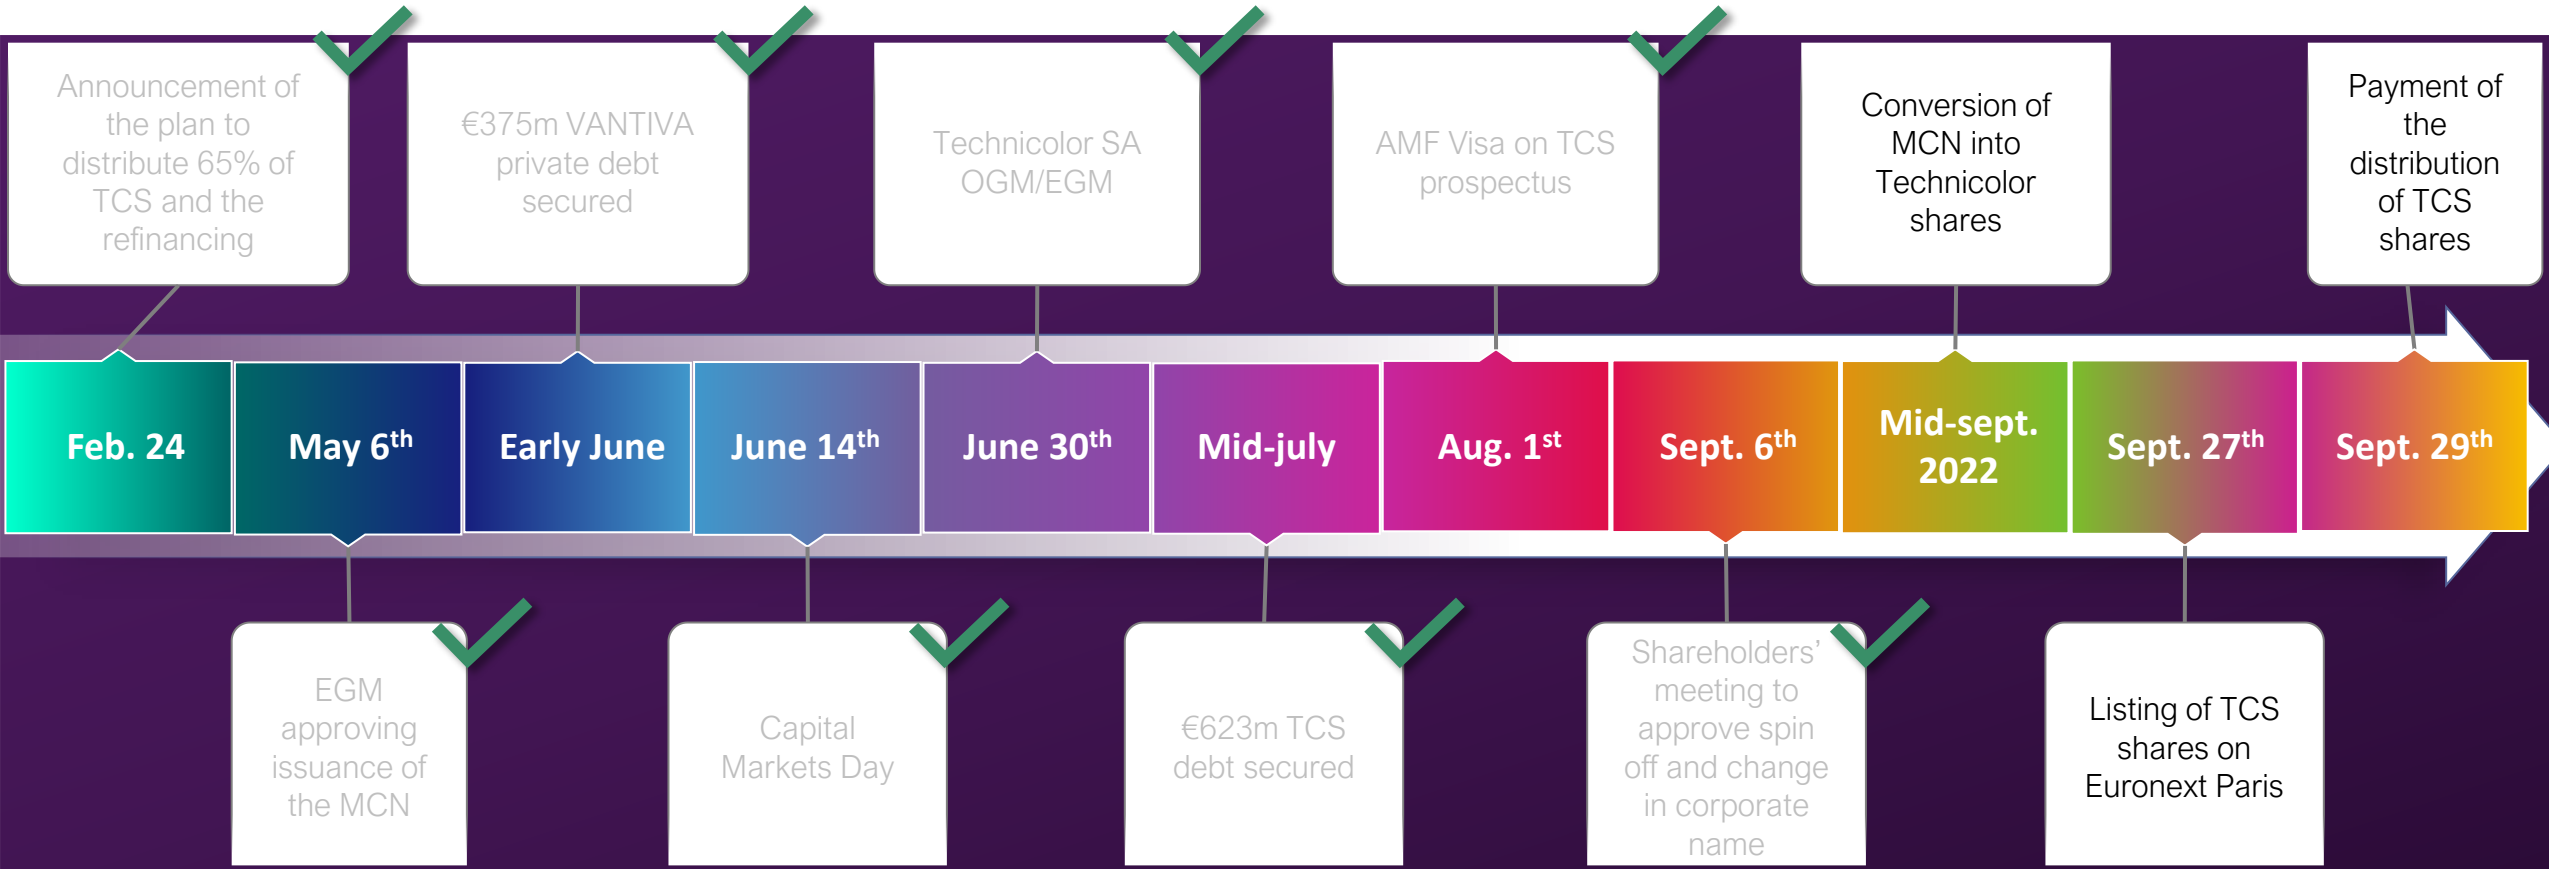 Announcement of
the plan to
distribute 65% of
TCS and the
refinancing
€375m VANTIVA
private debt
secured
Technicolor SA
OGM/EGM
AMF Visa on TCS
prospectus
Conversion of
MCN into
Technicolor
shares
Payment of
the
distribution
of TCS
shares
Feb. 24
May 6th
Early June
June 14th
June 30th
Mid-july
Aug. 1st
Sept. 6th
Mid-sept.
2022
Sept. 27th
Sept. 29th
EGM
approving
issuance of
the MCN
Capital
Markets Day
€623m TCS
debt secured
Shareholders’
meeting to
approve spin
off and change
in corporate
name
Listing of TCS
shares on
Euronext Paris